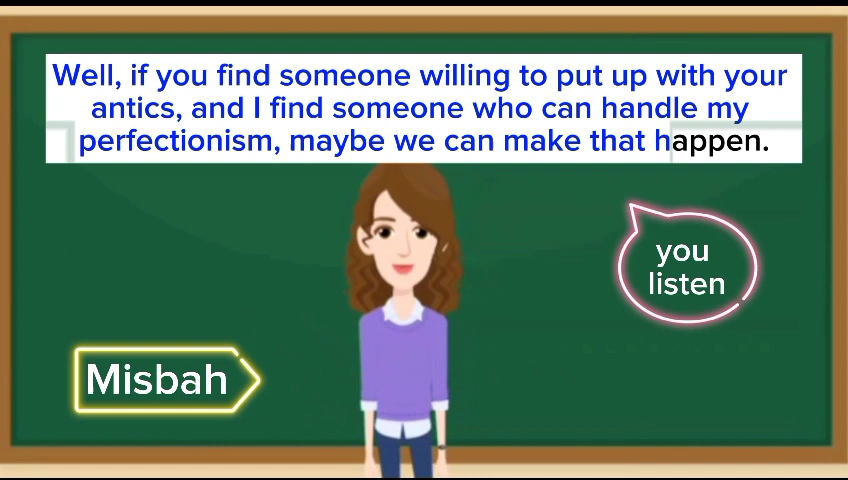 Well, if you find someone willing to put up with your
antics, and I find someone who can handle my
perfectionism, maybe we can make that happen.
you
listen
Misbah